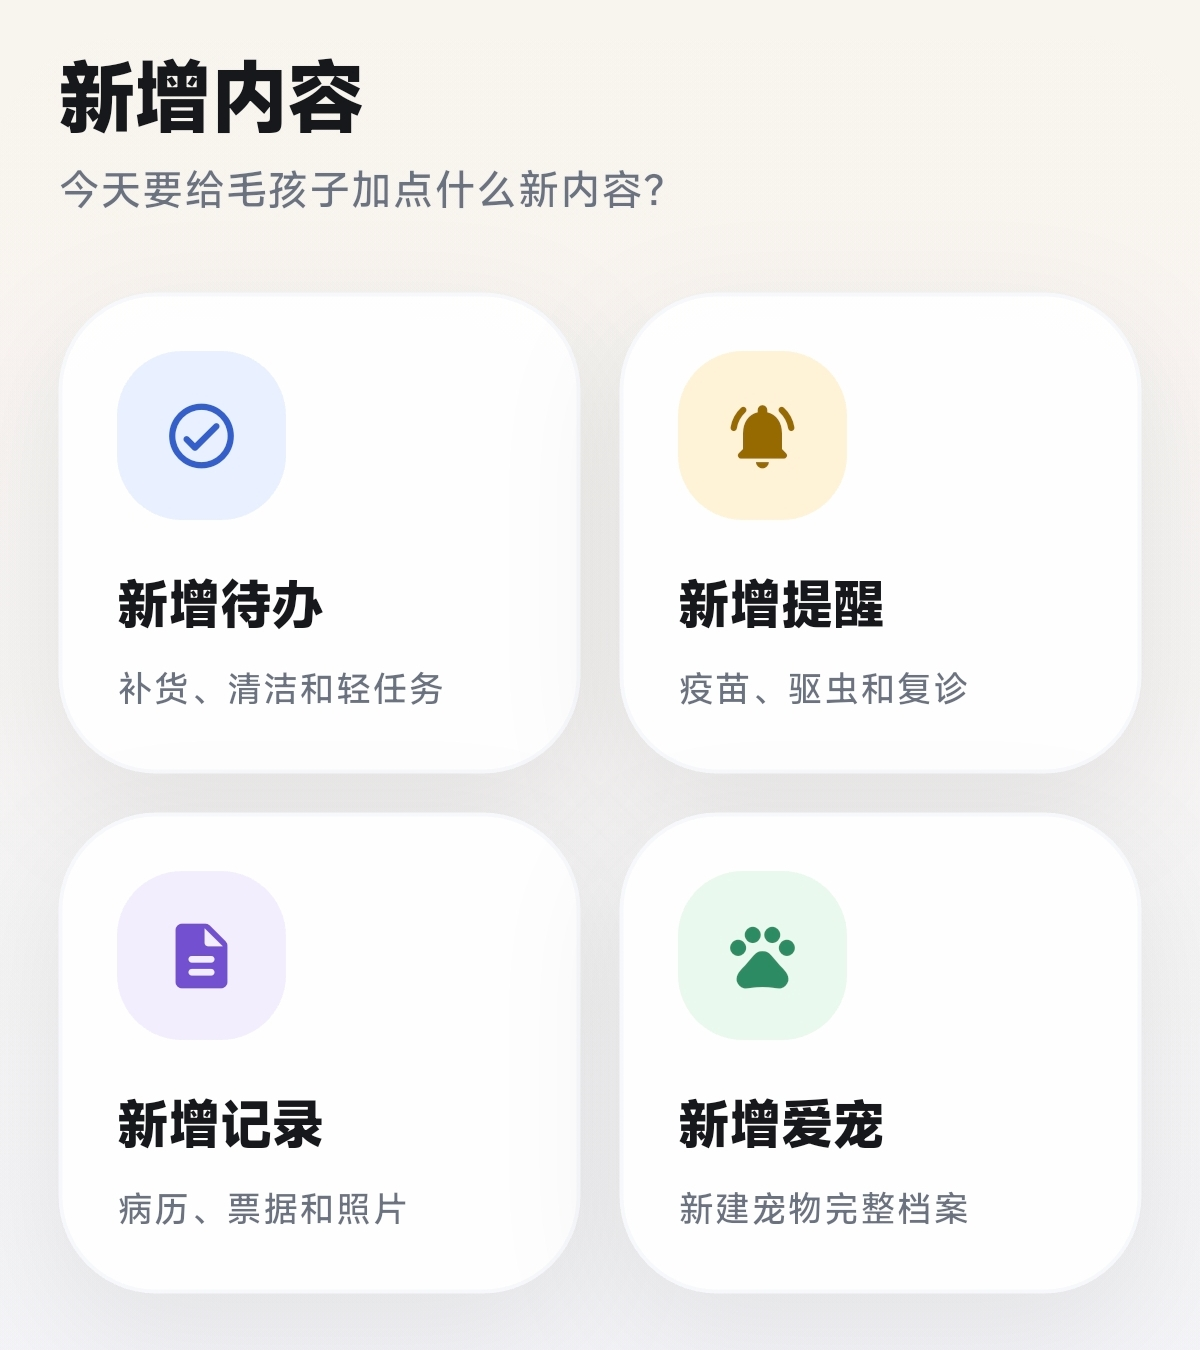 新增内容
今天要给毛孩子加点什么新内容？
新增待办
补货、清洁和轻任务
新增提醒
疫苗、驱虫和复诊
新增记录
病历、票据和照片
新增爱宠
新建宠物完整档案